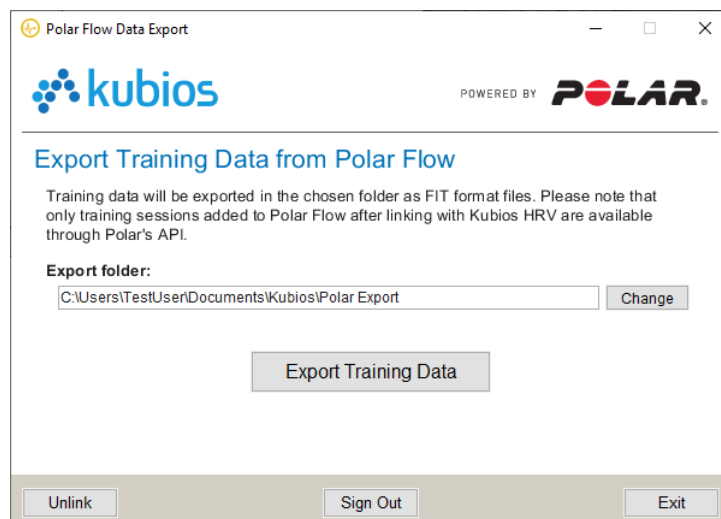 Polar Flow Data Export
kubios
POWERED BY POLAR®
Export Training Data from Polar Flow
Training data will be exported in the chosen folder as FIT format files. Please note that
only training sessions added to Polar Flow after linking with Kubios HRV are available
through Polar's API.
Export folder:
C:\Users\TestUser\Documents\Kubios\Polar Export
Change
Export Training Data
Unlink
Sign Out
Exit